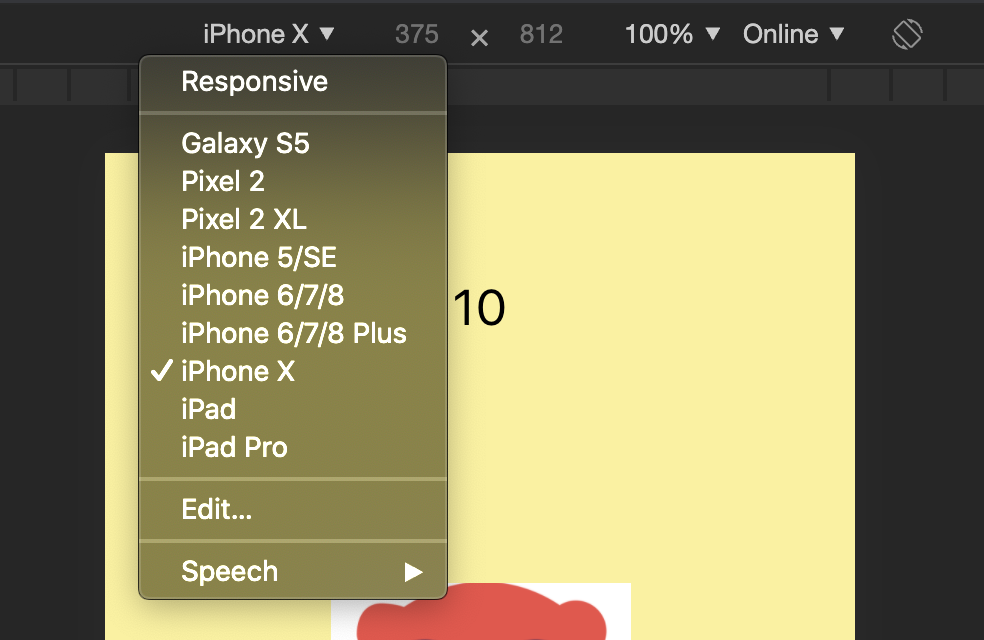 iPhone X ▼ 375 × 812 100% ▼ Online ▼
Responsive
Galaxy S5
Pixel 2
Pixel 2 XL
iPhone 5/SE
iPhone 6/7/8
iPhone 6/7/8 Plus
✓ iPhone X
iPad
iPad Pro
Edit...
Speech ▶
10